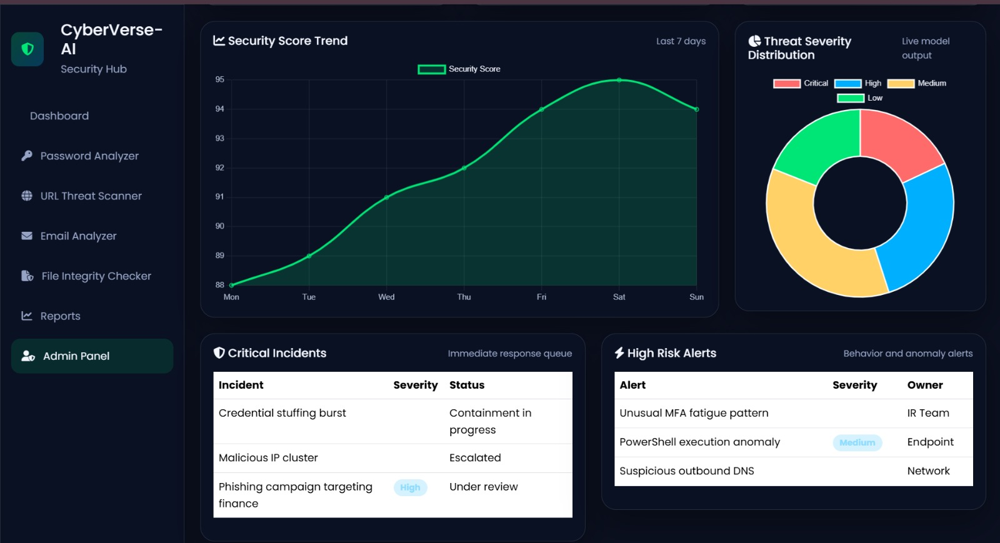 CyberVerse-
AI
Security Hub
Dashboard
Password Analyzer
URL Threat Scanner
Email Analyzer
File Integrity Checker
Reports
Admin Panel
Security Score Trend
Last 7 days
Security Score
95
94
93
92
91
90
89
88
Mon Tue Wed Thu Fri Sat Sun
Threat Severity
Distribution
Live model
output
Critical High Medium
Low
Critical Incidents
Immediate response queue
Incident Severity Status
Credential stuffing burst Containment in
progress
Malicious IP cluster Escalated
Phishing campaign targeting High Under review
finance
High Risk Alerts
Behavior and anomaly alerts
Alert Severity Owner
Unusual MFA fatigue pattern IR Team
PowerShell execution anomaly Medium Endpoint
Suspicious outbound DNS Network